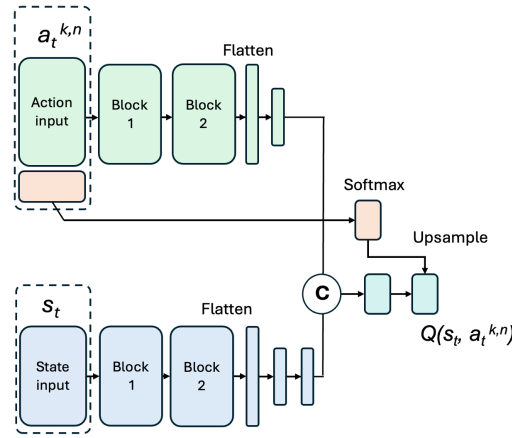 a_t^{k,n}
Flatten
Action
input
Block
1
Block
2
Softmax
Upsample
C
s_t
Flatten
Q(s_t, a_t^{k,n})
State
input
Block
1
Block
2